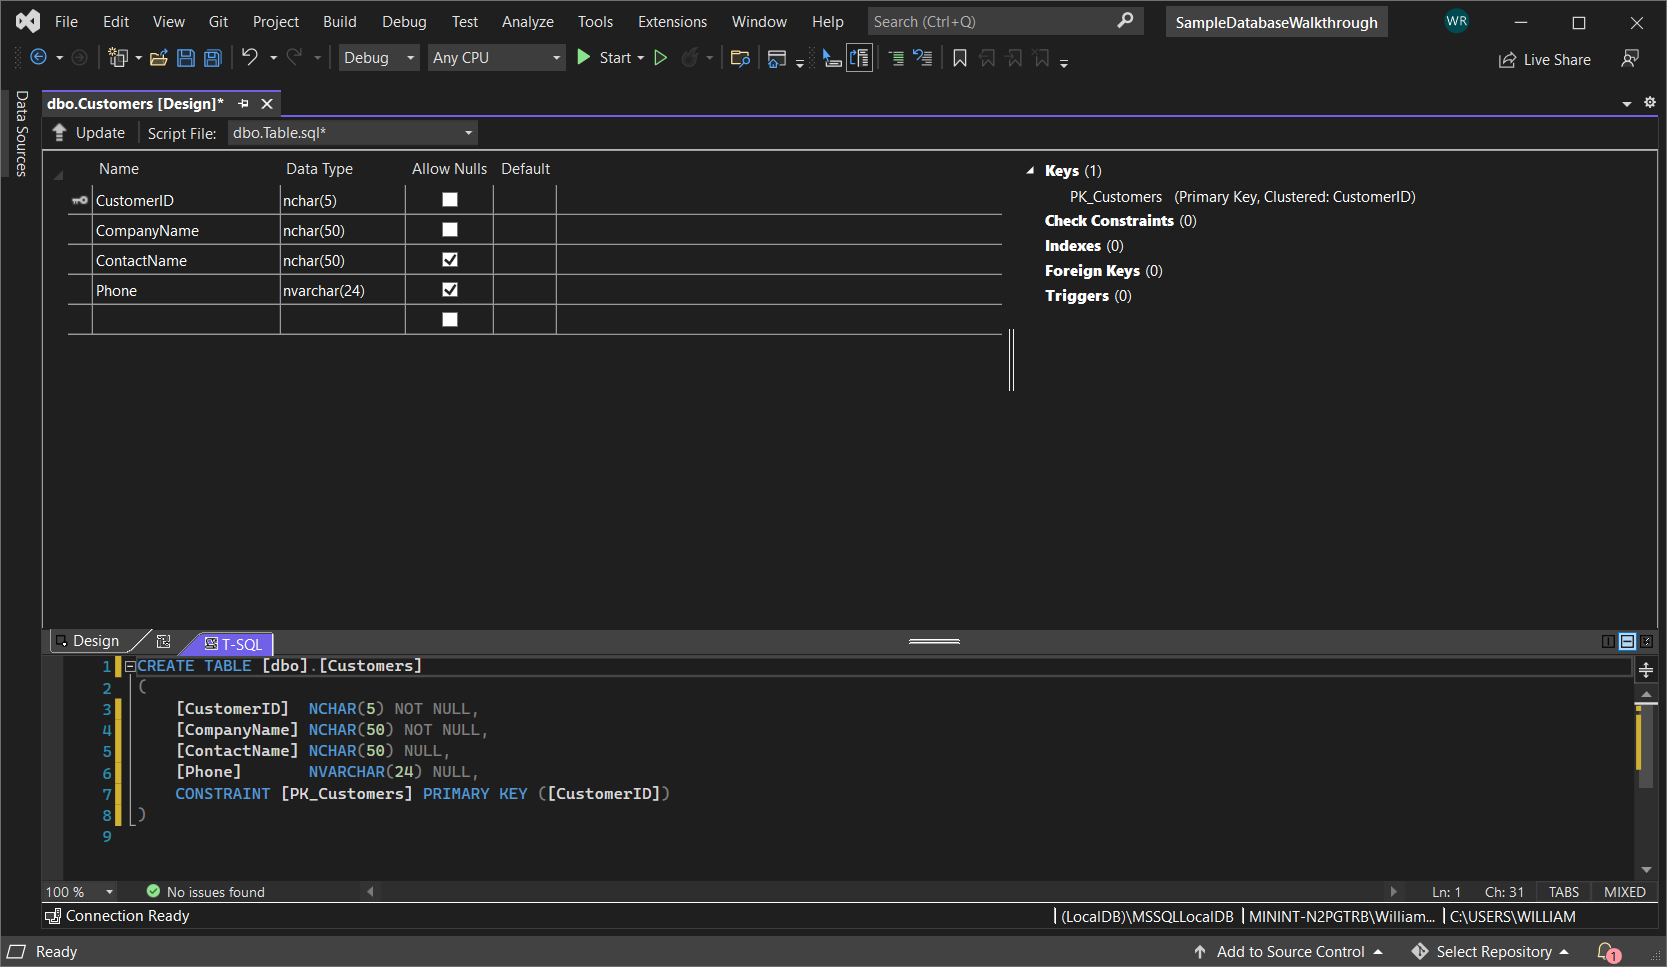 File Edit View Git Project Build Debug Test Analyze Tools Extensions Window Help Search (Ctrl+Q) SampleDatabaseWalkthrough WR
Debug Any CPU Start Live Share
Data Sources
dbo.Customers [Design]*
Update Script File: dbo.Table.sql*
Name Data Type Allow Nulls Default
CustomerID nchar(5)
CompanyName nchar(50)
ContactName nchar(50)
Phone nvarchar(24)
Keys (1)
PK_Customers (Primary Key, Clustered: CustomerID)
Check Constraints (0)
Indexes (0)
Foreign Keys (0)
Triggers (0)
Design T-SQL
1 CREATE TABLE [dbo].[Customers]
2 (
3 [CustomerID] NCHAR(5) NOT NULL,
4 [CompanyName] NCHAR(50) NOT NULL,
5 [ContactName] NCHAR(50) NULL,
6 [Phone] NVARCHAR(24) NULL,
7 CONSTRAINT [PK_Customers] PRIMARY KEY ([CustomerID])
8 )
9
100 % No issues found Ln: 1 Ch: 31 TABS MIXED
Connection Ready (LocalDB)\MSSQLLocalDB MININT-N2PGTRB\William... C:\USERS\WILLIAM
Ready Add to Source Control Select Repository 1